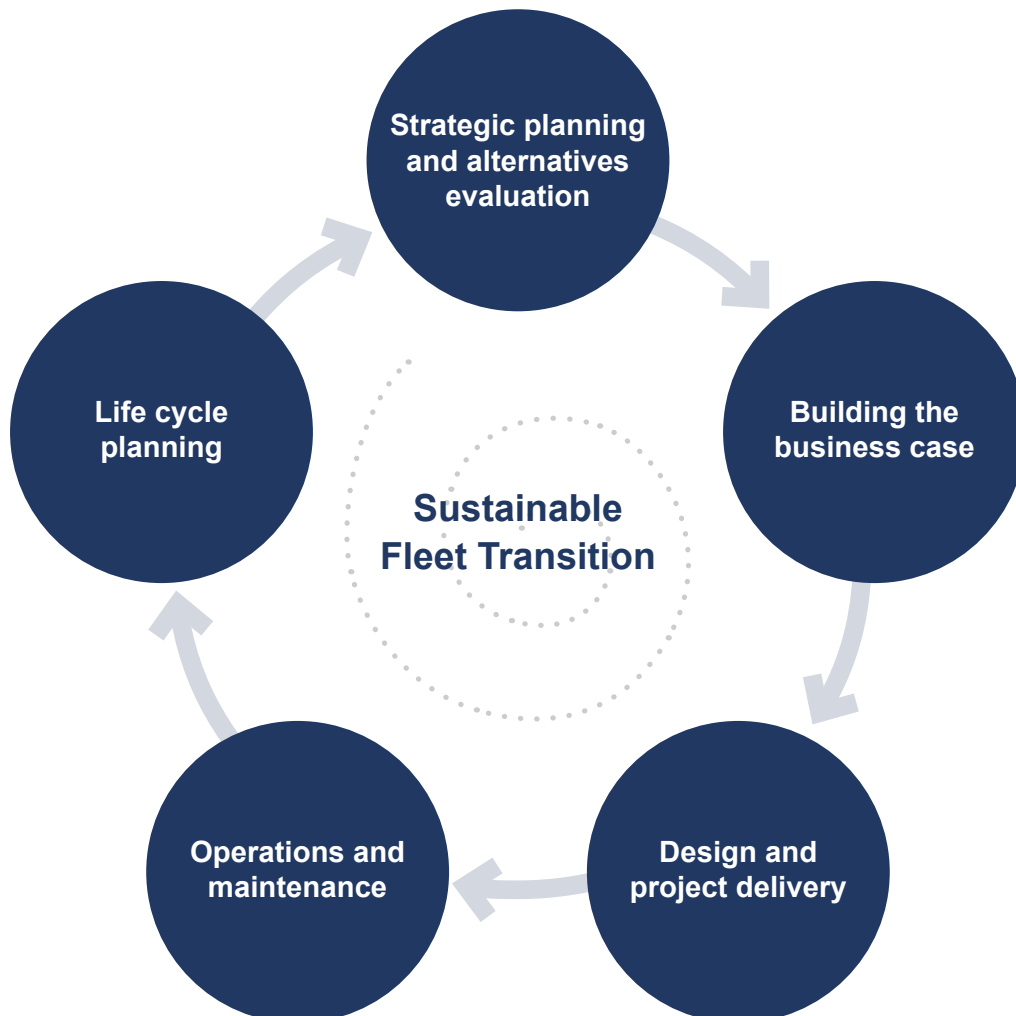 Strategic planning
and alternatives
evaluation
Building the
business case
Design and
project delivery
Operations and
maintenance
Life cycle
planning
Sustainable
Fleet Transition